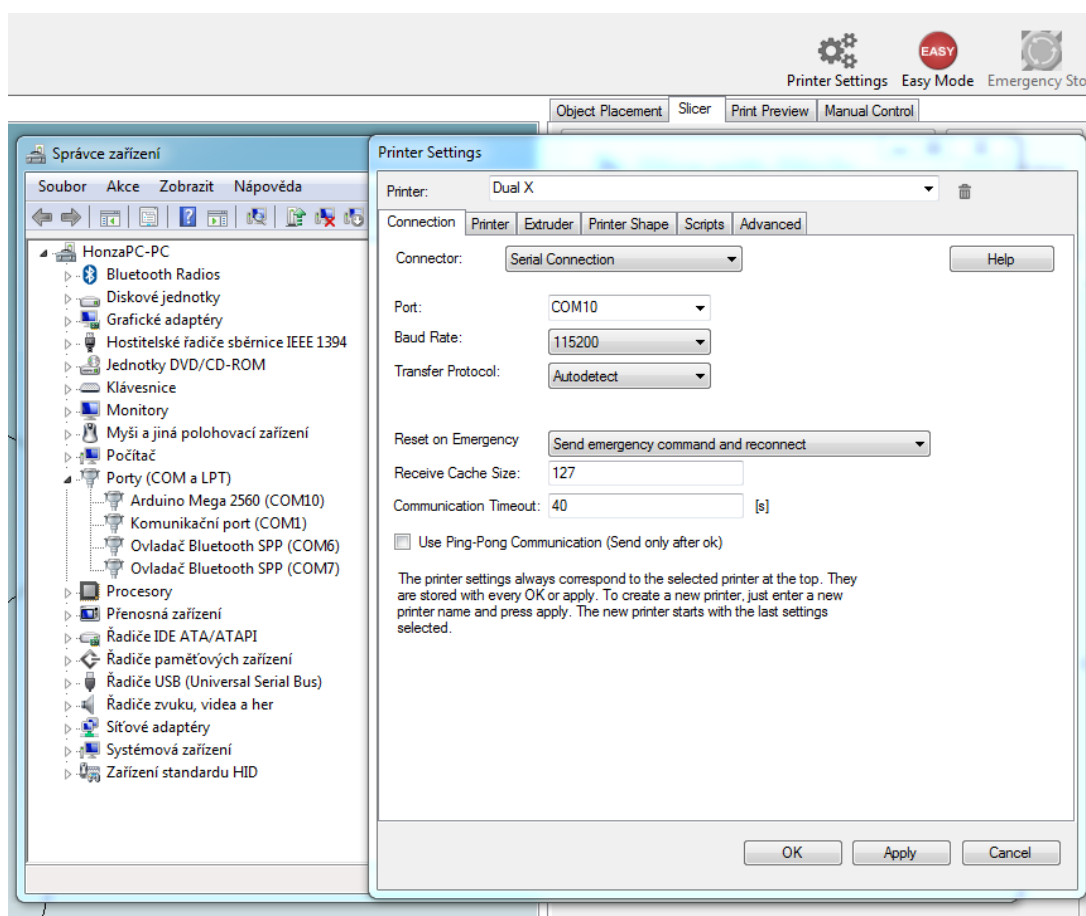 Printer Settings Easy Mode Emergency Sto
Object Placement Slicer Print Preview Manual Control
Správce zařízení
Soubor Akce Zobrazit Nápověda
HonzaPC-PC
Bluetooth Radios
Diskové jednotky
Grafické adaptéry
Hostitelské řadiče sběrnice IEEE 1394
Jednotky DVD/CD-ROM
Klávesnice
Monitory
Myši a jiná polohovací zařízení
Počítač
Porty (COM a LPT)
Arduino Mega 2560 (COM10)
Komunikační port (COM1)
Ovladač Bluetooth SPP (COM6)
Ovladač Bluetooth SPP (COM7)
Procesory
Přenosná zařízení
Řadiče IDE ATA/ATAPI
Řadiče paměťových zařízení
Řadiče USB (Universal Serial Bus)
Řadiče zvuku, videa a her
Síťové adaptéry
Systémová zařízení
Zařízení standardu HID
Printer Settings
Printer: Dual X
Connection Printer Extruder Printer Shape Scripts Advanced
Connector: Serial Connection Help
Port: COM10
Baud Rate: 115200
Transfer Protocol: Autodetect
Reset on Emergency Send emergency command and reconnect
Receive Cache Size: 127
Communication Timeout: 40 [s]
Use Ping-Pong Communication (Send only after ok)
The printer settings always correspond to the selected printer at the top. They
are stored with every OK or apply. To create a new printer, just enter a new
printer name and press apply. The new printer starts with the last settings
selected.
OK Apply Cancel
EASY